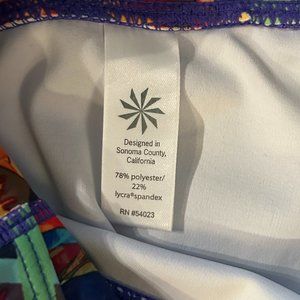 Designed in
Sonoma County,
California
78% polyester/
22%
lycra®spandex
RN #54023